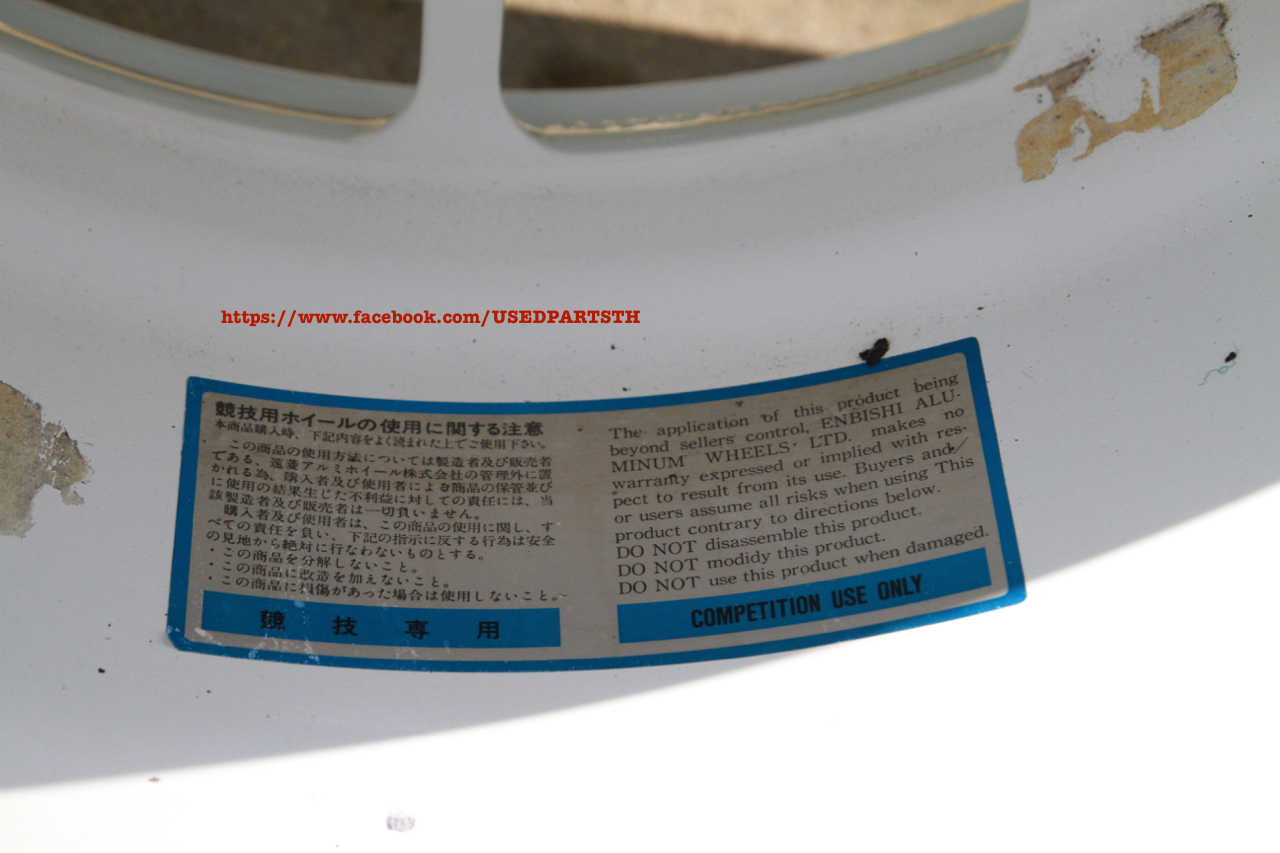 https://www.facebook.com/USEDPARTSTH
競技用ホイールの使用に関する注意
本商品購入時、下記内容をよく読まれた上でご使用下さい。
この商品の使用方法については製造者及び販売者
である、遠菱アルミホイール株式会社の管理外に置
かれる為、購入者及び使用者による商品の保管並び
に使用の結果生じた不利益に対しての責任には、当
該製造者及び販売者は一切負いません。
購入者及び使用者は、この商品の使用に関し、す
べての責任を負い、下記の指示に反する行為は安全
の見地から絶対に行なわないものとする。
・この商品を分解しないこと。
・この商品に改造を加えないこと。
・この商品に損傷があった場合は使用しないこと。
競技専用
The application of this product being
beyond sellers control, ENBISHI ALU-
MINUM WHEELS· LTD. makes no
warranty expressed or implied with res-
pect to result from its use. Buyers and/
or users assume all risks when using This
product contrary to directions below.
DO NOT disassemble this product.
DO NOT modidy this product.
DO NOT use this product when damaged.
COMPETITION USE ONLY